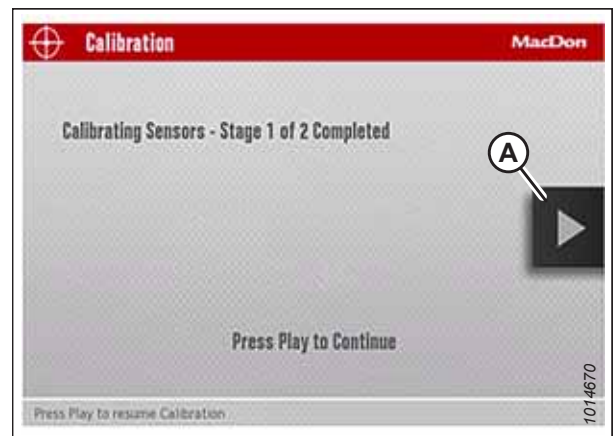 Calibration
MacDon
Calibrating Sensors - Stage 1 of 2 Completed
A
Press Play to Continue
Press Play to resume Calibration
1014670